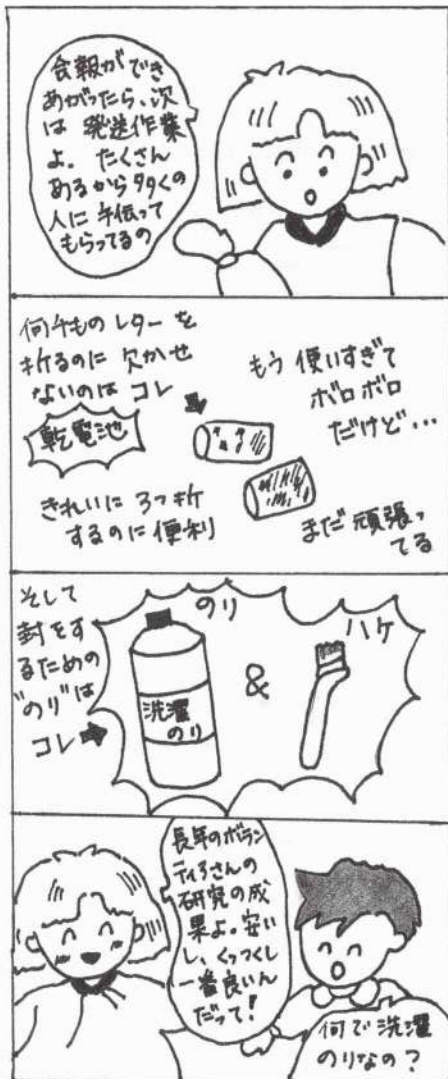 会報ができ
あがったら、次
は 発送作業
よ。たくさん
あるから多くの
人に手伝って
もらってるの
何千ものレターを
折るのに欠かせ
ないのは コレ
乾電池
きれいに3つ折
するのに便利
もう 使いすぎて
ボロボロ
だけど…
まだ頑張っ
てる
そして
封をす
るための
"のり"は
コレ
のり
&
ハケ
洗濯
のり
何で洗濯
のりなの?
長年のボラン
ティアさんの
研究の成
果よ。安い
し、くっつくし
一番良いん
だって!